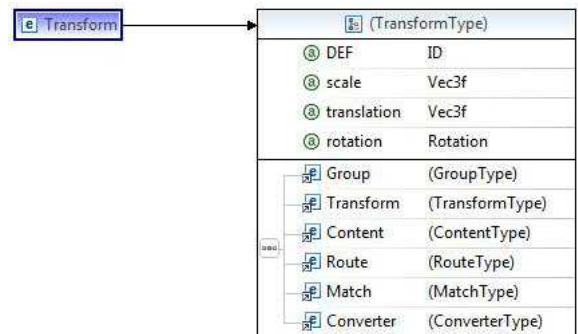 e Transform
(TransformType)
a DEF ID
a scale Vec3f
a translation Vec3f
a rotation Rotation
e Group (GroupType)
e Transform (TransformType)
e Content (ContentType)
e Route (RouteType)
e Match (MatchType)
e Converter (ConverterType)